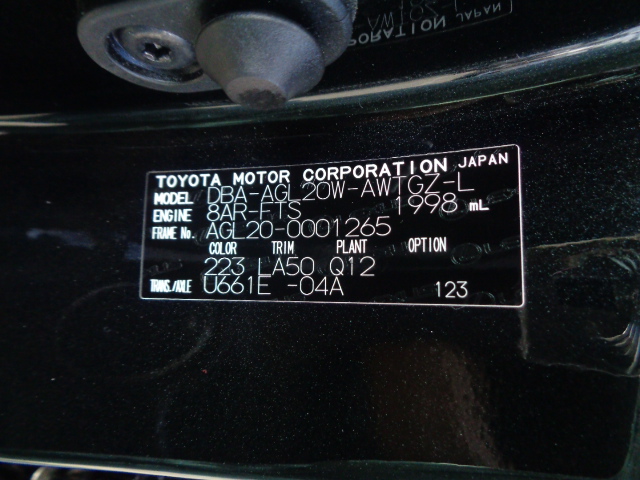 TOYOTA MOTOR CORPORATION JAPAN
MODEL DBA-AGL20W-AWTGZ-L
ENGINE 8AR-FTS 1998 mL
FRAME No. AGL20-0001265
COLOR TRIM PLANT OPTION
223 LA50 Q12
TRANS./AXLE U661E -04A 123